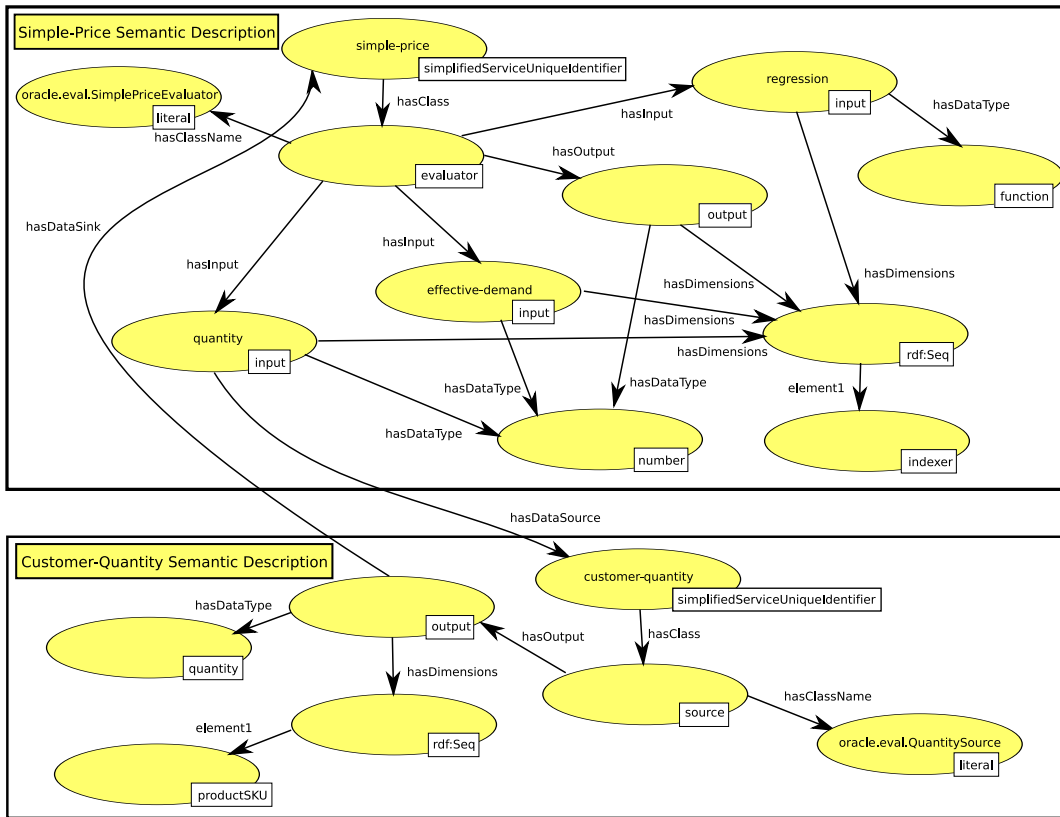 Simple-Price Semantic Description
simple-price
simplifiedServiceUniqueIdentifier
oracle.eval.SimplePriceEvaluator
literal
hasClassName
hasClass
regression
input
hasInput
hasDataType
function
evaluator
hasOutput
output
hasDataSink
hasInput
hasInput
effective-demand
input
hasDimensions
hasDimensions
hasDimensions
quantity
input
hasDimensions
rdf:Seq
hasDataType
hasDataType
hasDataType
element1
number
indexer
hasDataSource
Customer-Quantity Semantic Description
customer-quantity
simplifiedServiceUniqueIdentifier
hasDataType
output
hasOutput
hasClass
quantity
hasDimensions
source
hasClassName
element1
rdf:Seq
oracle.eval.QuantitySource
literal
productSKU